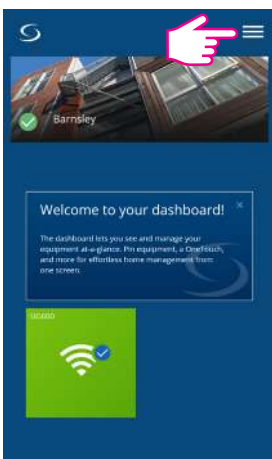 Barnsley
Welcome to your dashboard!
The dashboard lets you see and manage your
equipment at-a-glance. Pin equipment, a OneTouch,
and more for effortless home management from
one screen.